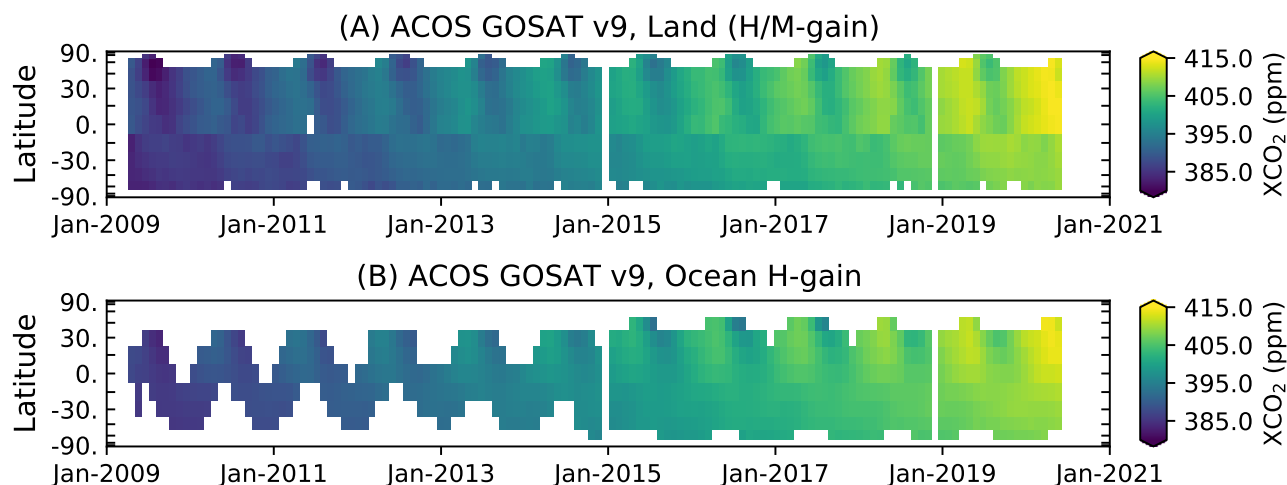 (A) ACOS GOSAT v9, Land (H/M-gain)
Latitude
90.
30.
0.
-30.
-90.
Jan-2009 Jan-2011 Jan-2013 Jan-2015 Jan-2017 Jan-2019 Jan-2021
415.0
405.0
395.0
385.0
XCO₂ (ppm)
(B) ACOS GOSAT v9, Ocean H-gain
Latitude
90.
30.
0.
-30.
-90.
Jan-2009 Jan-2011 Jan-2013 Jan-2015 Jan-2017 Jan-2019 Jan-2021
415.0
405.0
395.0
385.0
XCO₂ (ppm)